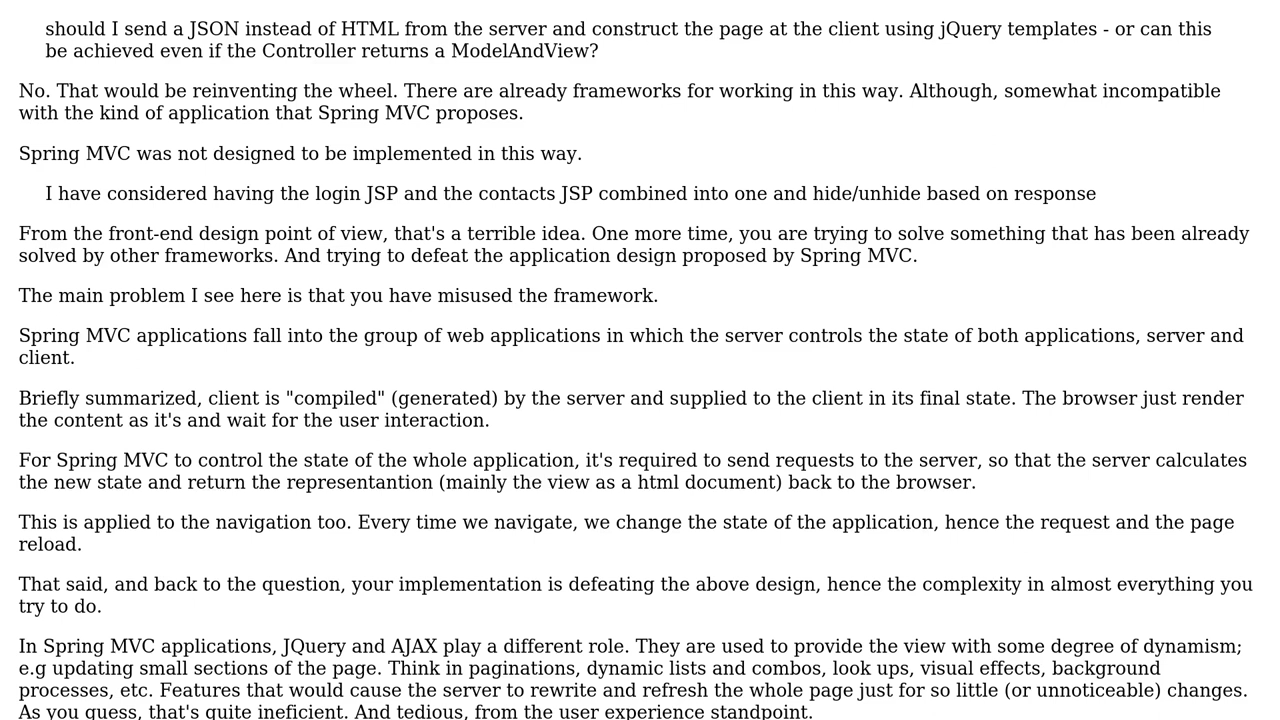 should I send a JSON instead of HTML from the server and construct the page at the client using jQuery templates - or can this
be achieved even if the Controller returns a ModelAndView?
No. That would be reinventing the wheel. There are already frameworks for working in this way. Although, somewhat incompatible
with the kind of application that Spring MVC proposes.
Spring MVC was not designed to be implemented in this way.
I have considered having the login JSP and the contacts JSP combined into one and hide/unhide based on response
From the front-end design point of view, that's a terrible idea. One more time, you are trying to solve something that has been already
solved by other frameworks. And trying to defeat the application design proposed by Spring MVC.
The main problem I see here is that you have misused the framework.
Spring MVC applications fall into the group of web applications in which the server controls the state of both applications, server and
client.
Briefly summarized, client is "compiled" (generated) by the server and supplied to the client in its final state. The browser just render
the content as it's and wait for the user interaction.
For Spring MVC to control the state of the whole application, it's required to send requests to the server, so that the server calculates
the new state and return the representantion (mainly the view as a html document) back to the browser.
This is applied to the navigation too. Every time we navigate, we change the state of the application, hence the request and the page
reload.
That said, and back to the question, your implementation is defeating the above design, hence the complexity in almost everything you
try to do.
In Spring MVC applications, JQuery and AJAX play a different role. They are used to provide the view with some degree of dynamism;
e.g updating small sections of the page. Think in paginations, dynamic lists and combos, look ups, visual effects, background
processes, etc. Features that would cause the server to rewrite and refresh the whole page just for so little (or unnoticeable) changes.
As you guess, that's quite ineficient. And tedious, from the user experience standpoint.